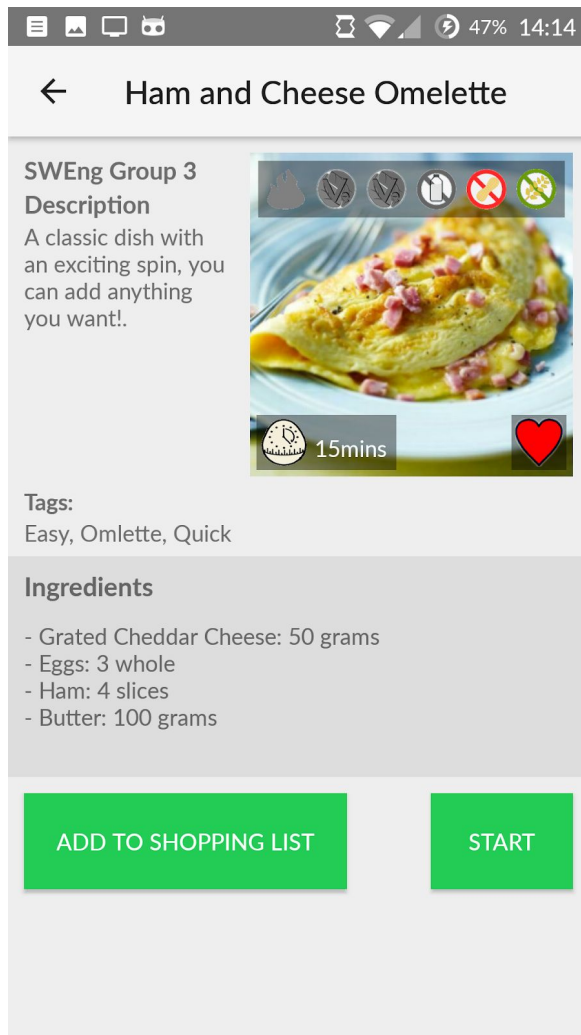 47% 14:14
Ham and Cheese Omelette
SWEng Group 3
Description
A classic dish with
an exciting spin, you
can add anything
you want!.
15mins
Tags:
Easy, Omlette, Quick
Ingredients
- Grated Cheddar Cheese: 50 grams
- Eggs: 3 whole
- Ham: 4 slices
- Butter: 100 grams
ADD TO SHOPPING LIST
START